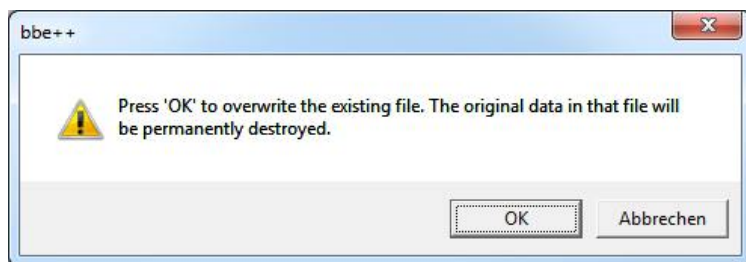 bbe++
Press 'OK' to overwrite the existing file. The original data in that file will
be permanently destroyed.
OK
Abbrechen